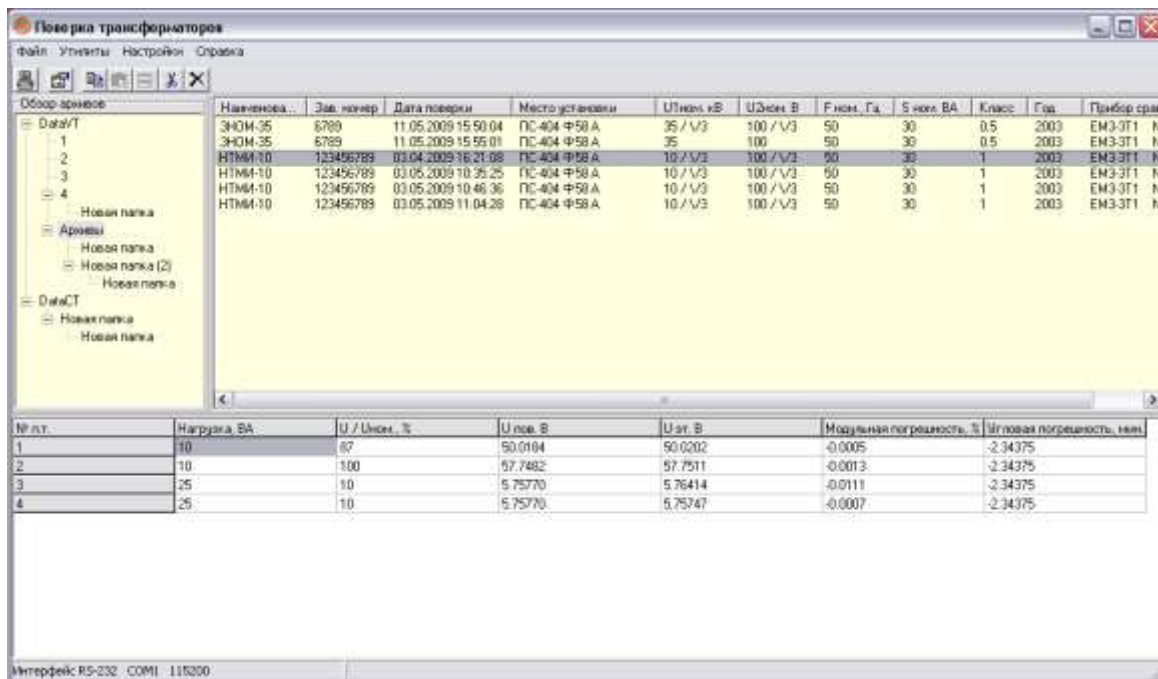 Поверка трансформаторов
Файл Утилиты Настройки Справка
Обзор архивов
DataVT
1
2
3
4
Новая папка
Архивы
Новая папка
Новая папка (2)
Новая папка
DataCT
Новая папка
Новая папка
Наименова... Зав. номер Дата поверки Место установки U1ном. кВ U2ном. В F ном., Гц S ном. ВА Класс Год Прибор сра
ЗНОМ-35 6789 11.05.2009 15:50:04 ПС-404 Ф58 А 35 / √3 100 / √3 50 30 0.5 2003 ЕМ3-3Т1
ЗНОМ-35 6789 11.05.2009 15:55:01 ПС-404 Ф58 А 35 100 50 30 0.5 2003 ЕМ3-3Т1
НТМИ-10 123456789 03.04.2009 16:21:08 ПС-404 Ф58 А 10 / √3 100 / √3 50 30 1 2003 ЕМ3-3Т1
НТМИ-10 123456789 03.05.2009 10:35:25 ПС-404 Ф58 А 10 / √3 100 / √3 50 30 1 2003 ЕМ3-3Т1
НТМИ-10 123456789 03.05.2009 10:46:36 ПС-404 Ф58 А 10 / √3 100 / √3 50 30 1 2003 ЕМ3-3Т1
НТМИ-10 123456789 03.05.2009 11:04:28 ПС-404 Ф58 А 10 / √3 100 / √3 50 30 1 2003 ЕМ3-3Т1
№ п.т. Нагрузка, ВА U / Uном., % U пов. В U эт. В Модульная погрешность, % Угловая погрешность, мин.
1 10 87 50.0184 50.0202 -0.0005 -2.34375
2 10 100 57.7482 57.7511 -0.0013 -2.34375
3 25 10 5.75770 5.76414 -0.0111 -2.34375
4 25 10 5.75770 5.75747 -0.0007 -2.34375
Интерфейс RS-232 COM1 115200